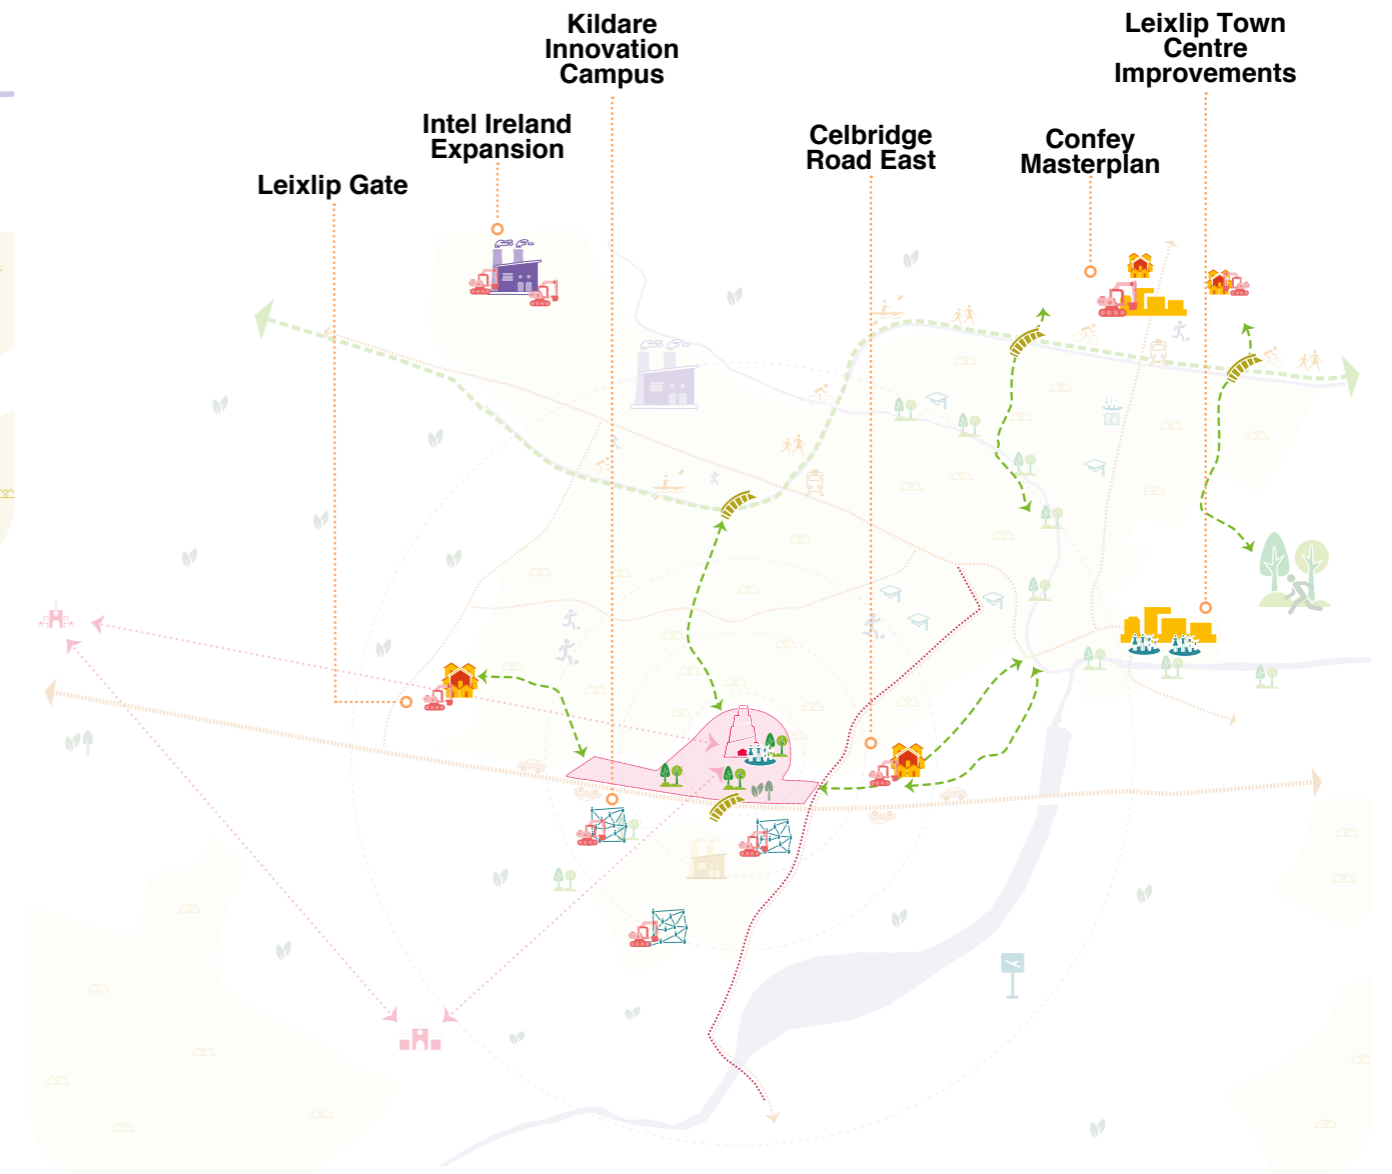 Kildare
Innovation
Campus
Leixlip Town
Centre
Improvements
Intel Ireland
Expansion
Celbridge
Road East
Confey
Masterplan
Leixlip Gate